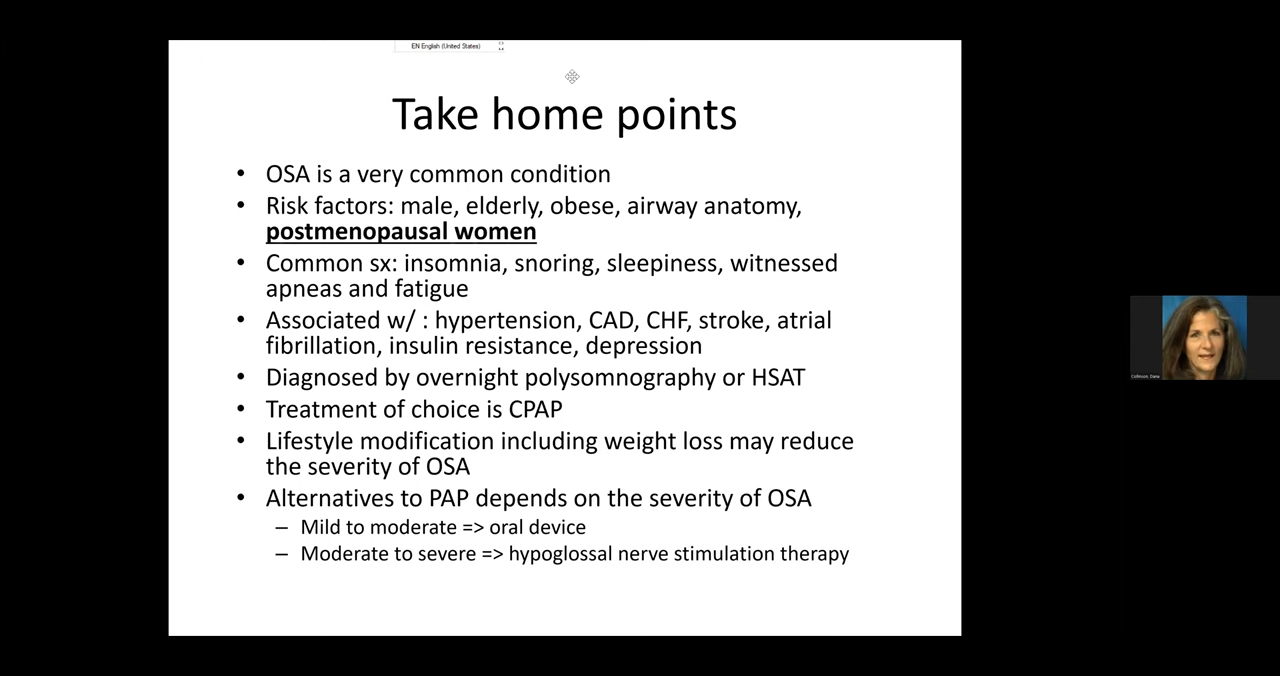 EN English (United States)
Take home points
• OSA is a very common condition
• Risk factors: male, elderly, obese, airway anatomy,
postmenopausal women
• Common sx: insomnia, snoring, sleepiness, witnessed
apneas and fatigue
• Associated w/ : hypertension, CAD, CHF, stroke, atrial
fibrillation, insulin resistance, depression
• Diagnosed by overnight polysomnography or HSAT
• Treatment of choice is CPAP
• Lifestyle modification including weight loss may reduce
the severity of OSA
• Alternatives to PAP depends on the severity of OSA
– Mild to moderate => oral device
– Moderate to severe => hypoglossal nerve stimulation therapy